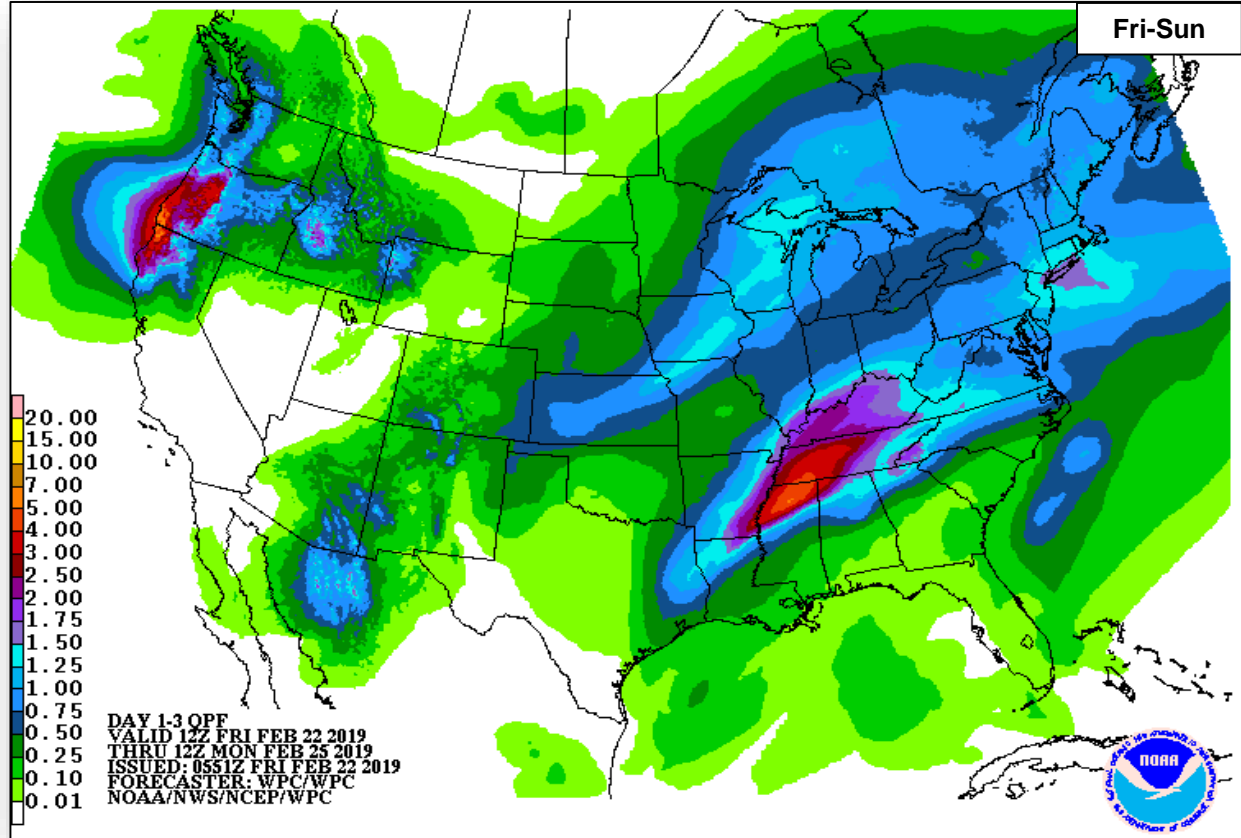 Fri-Sun
20.00
15.00
10.00
7.00
5.00
4.00
3.00
2.50
2.00
1.75
1.50
1.25
1.00
0.75
0.50
0.25
0.10
0.01
DAY 1-3 QPF
VALID 12Z FRI FEB 22 2019
THRU 12Z MON FEB 25 2019
ISSUED: 0551Z FRI FEB 22 2019
FORECASTER: WPC/WPC
NOAA/NWS/NCEP/WPC
NOAA